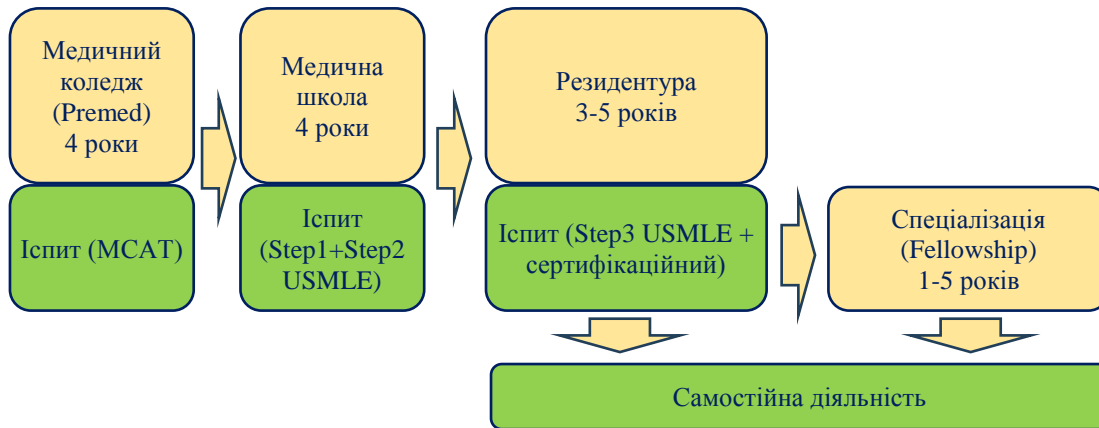 Медичний
коледж
(Premed)
4 роки
Іспит (MCAT)
Медична
школа
4 роки
Іспит
(Step1+Step2
USMLE)
Резидентура
3-5 років
Іспит (Step3 USMLE +
сертифікаційний)
Спеціалізація
(Fellowship)
1-5 років
Самостійна діяльність